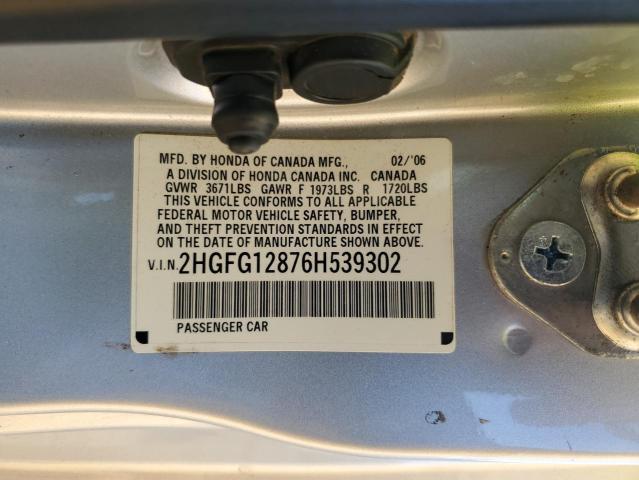 MFD. BY HONDA OF CANADA MFG., 02/'06
A DIVISION OF HONDA CANADA INC. CANADA
GVWR 3671LBS GAWR F 1973LBS R 1720LBS
THIS VEHICLE CONFORMS TO ALL APPLICABLE
FEDERAL MOTOR VEHICLE SAFETY, BUMPER,
AND THEFT PREVENTION STANDARDS IN EFFECT
ON THE DATE OF MANUFACTURE SHOWN ABOVE.
V.I.N. 2HGFG12876H539302
PASSENGER CAR